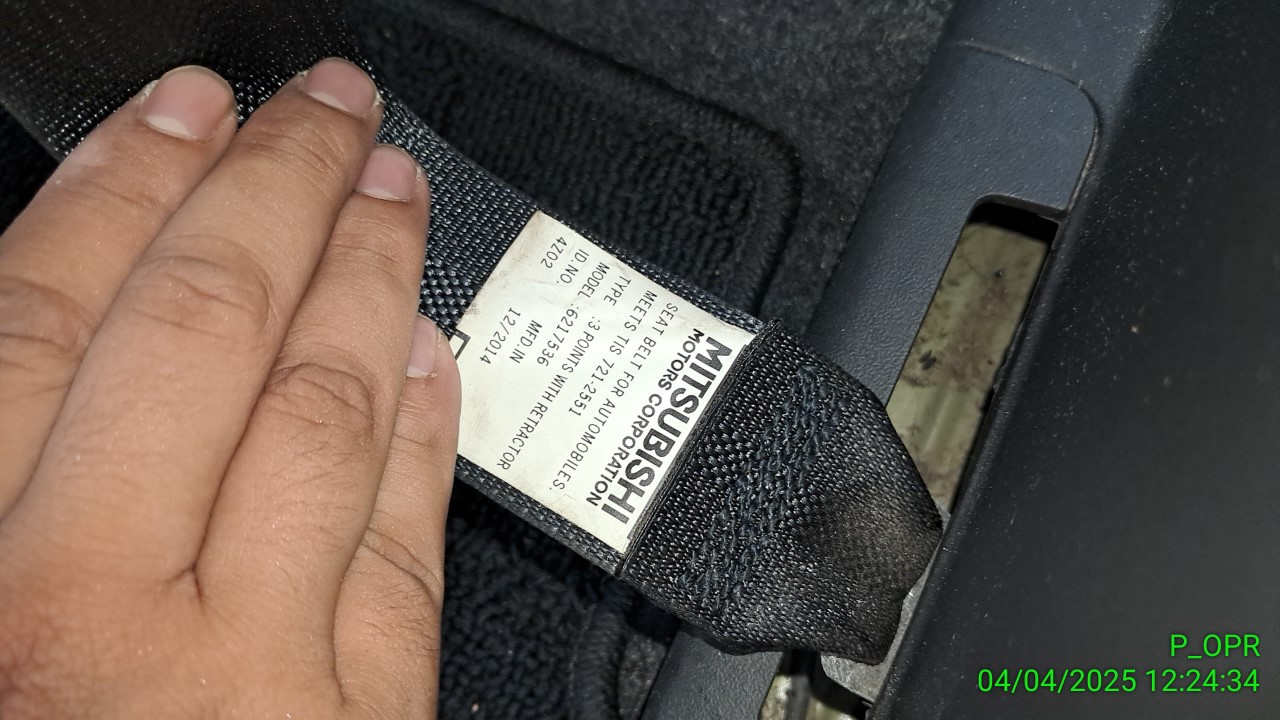 MITSUBISHI
MOTORS CORPORATION
SEAT BELT FOR AUTOMOBILES.
MEETS TIS 721-2551
TYPE :3 POINTS WITH RETRACTOR
MODEL:-6217536
ID.NO. MFD.IN
4Z02 12/2014
P_OPR
04/04/2025 12:24:34